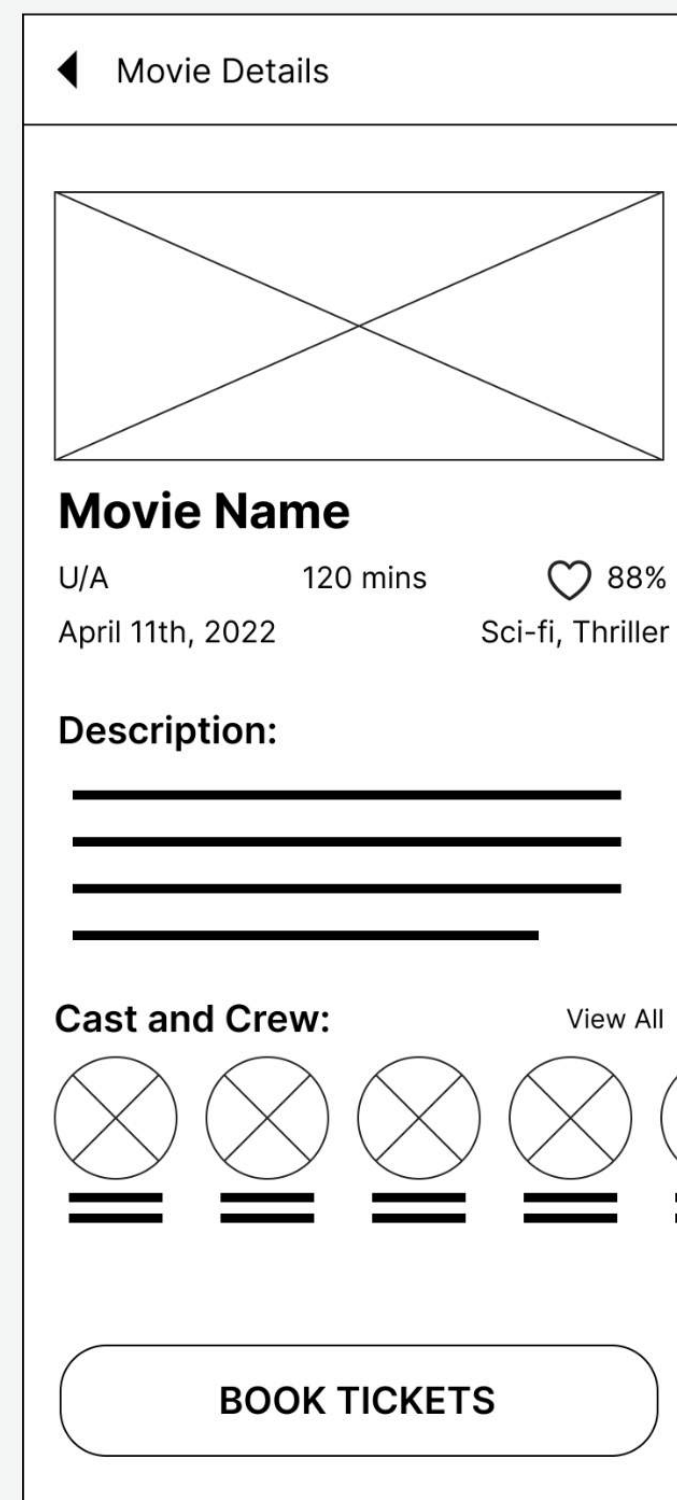 Movie Details
Movie Name
U/A 120 mins 88%
April 11th, 2022 Sci-fi, Thriller
Description:
Cast and Crew: View All
BOOK TICKETS